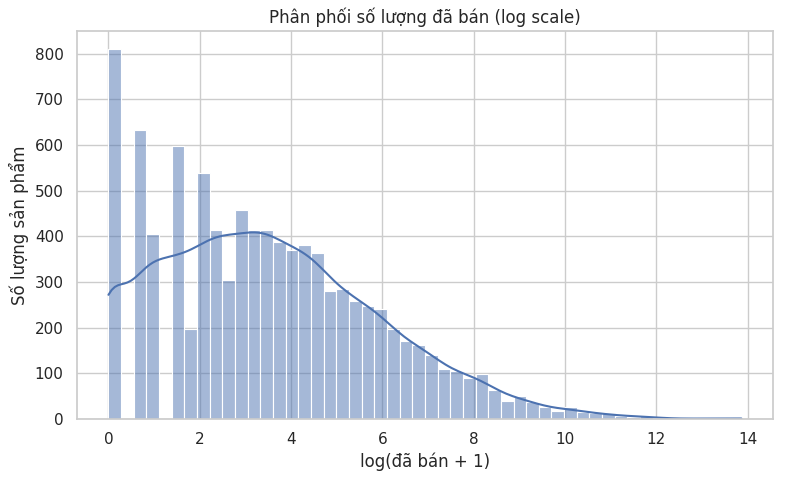 Phân phối số lượng đã bán (log scale)
Số lượng sản phẩm
800
700
600
500
400
300
200
100
0
0 2 4 6 8 10 12 14
log(đã bán + 1)